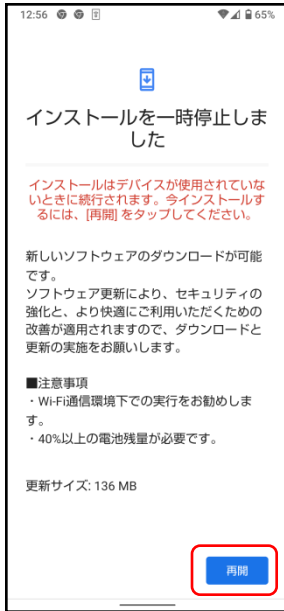 12:56 65%
インストールを一時停止しま
した
インストールはデバイスが使用されていな
いときに続行されます。今インストールす
るには、[再開] をタップしてください。
新しいソフトウェアのダウンロードが可能
です。
ソフトウェア更新により、セキュリティの
強化と、より快適にご利用いただくための
改善が適用されますので、ダウンロードと
更新の実施をお願いします。
■注意事項
・Wi-Fi通信環境下での実行をお勧めしま
す。
・40%以上の電池残量が必要です。
更新サイズ: 136 MB
再開